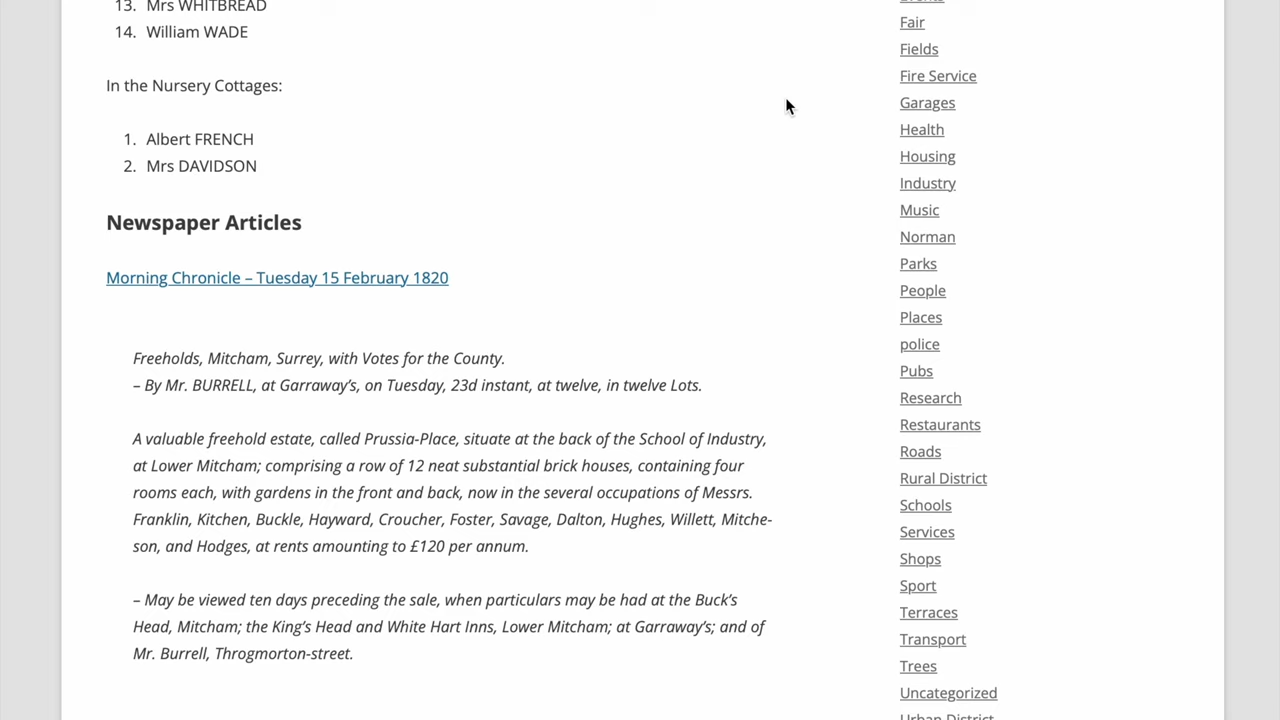 13. Mrs WHITBREAD
14. William WADE
In the Nursery Cottages:
1. Albert FRENCH
2. Mrs DAVIDSON
Newspaper Articles
Morning Chronicle – Tuesday 15 February 1820
Freeholds, Mitcham, Surrey, with Votes for the County.
– By Mr. BURRELL, at Garraway’s, on Tuesday, 23d instant, at twelve, in twelve Lots.
A valuable freehold estate, called Prussia-Place, situate at the back of the School of Industry,
at Lower Mitcham; comprising a row of 12 neat substantial brick houses, containing four
rooms each, with gardens in the front and back, now in the several occupations of Messrs.
Franklin, Kitchen, Buckle, Hayward, Croucher, Foster, Savage, Dalton, Hughes, Willett, Mitche-
son, and Hodges, at rents amounting to £120 per annum.
– May be viewed ten days preceding the sale, when particulars may be had at the Buck’s
Head, Mitcham; the King’s Head and White Hart Inns, Lower Mitcham; at Garraway’s; and of
Mr. Burrell, Throgmorton-street.
Events
Fair
Fields
Fire Service
Garages
Health
Housing
Industry
Music
Norman
Parks
People
Places
police
Pubs
Research
Restaurants
Roads
Rural District
Schools
Services
Shops
Sport
Terraces
Transport
Trees
Uncategorized
Urban District